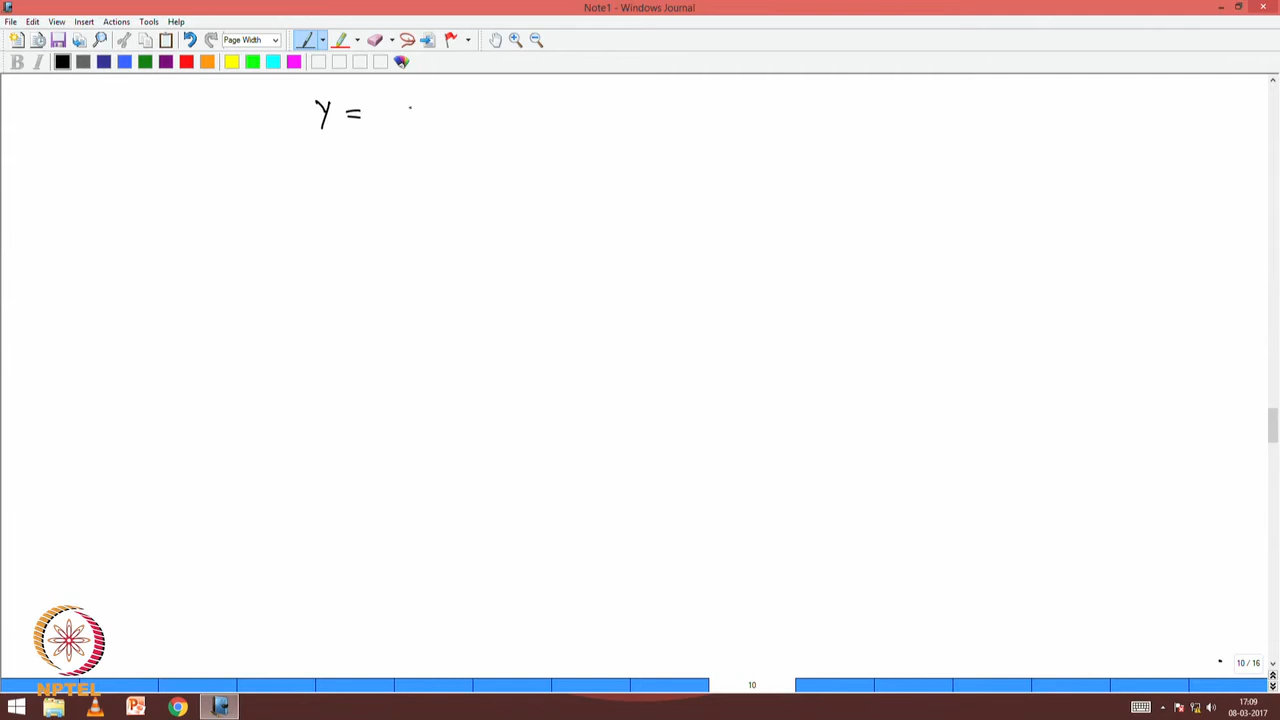 Note1 - Windows Journal
File Edit View Insert Actions Tools Help
Page Width
B I
y =
10 / 16
10
NPTEL
17:09
08-03-2017